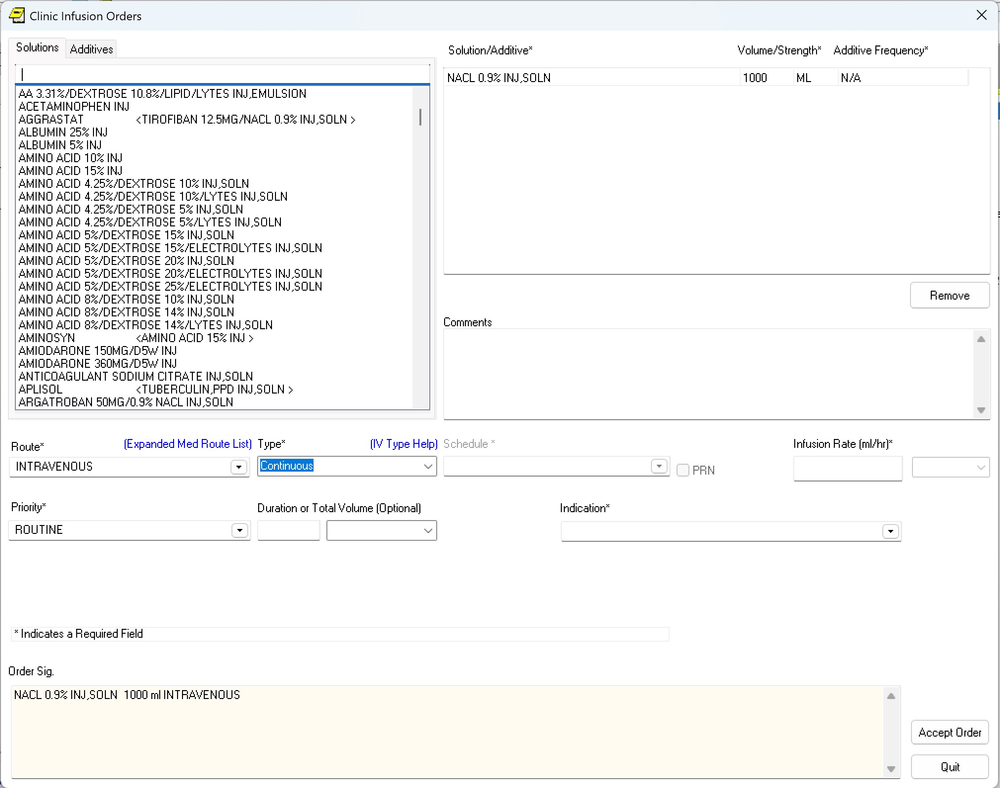 Clinic Infusion Orders
Solutions
Additives
AA 3.31%/DEXTROSE 10.8%/LIPID/LYTES INJ,EMULSION
ACETAMINOPHEN INJ
AGGRASTAT <TIROFIBAN 12.5MG/NACL 0.9% INJ,SOLN >
ALBUMIN 25% INJ
ALBUMIN 5% INJ
AMINO ACID 10% INJ
AMINO ACID 15% INJ
AMINO ACID 4.25%/DEXTROSE 10% INJ,SOLN
AMINO ACID 4.25%/DEXTROSE 10%/LYTES INJ,SOLN
AMINO ACID 4.25%/DEXTROSE 5% INJ,SOLN
AMINO ACID 4.25%/DEXTROSE 5%/LYTES INJ,SOLN
AMINO ACID 5%/DEXTROSE 15% INJ,SOLN
AMINO ACID 5%/DEXTROSE 15%/ELECTROLYTES INJ,SOLN
AMINO ACID 5%/DEXTROSE 20% INJ,SOLN
AMINO ACID 5%/DEXTROSE 20%/ELECTROLYTES INJ,SOLN
AMINO ACID 5%/DEXTROSE 25%/ELECTROLYTES INJ,SOLN
AMINO ACID 8%/DEXTROSE 10% INJ,SOLN
AMINO ACID 8%/DEXTROSE 14% INJ,SOLN
AMINO ACID 8%/DEXTROSE 14%/LYTES INJ,SOLN
AMINOSYN <AMINO ACID 15% INJ >
AMIODARONE 150MG/D5W INJ
AMIODARONE 360MG/D5W INJ
ANTICOAGULANT SODIUM CITRATE INJ,SOLN
APLISOL <TUBERCULIN,PPD INJ,SOLN >
ARGATROBAN 50MG/0.9% NACL INJ,SOLN
Solution/Additive* Volume/Strength* Additive Frequency*
NACL 0.9% INJ,SOLN 1000 ML N/A
Remove
Comments
Route* (Expanded Med Route List) Type* (IV Type Help) Schedule * Infusion Rate (ml/hr)*
INTRAVENOUS Continuous PRN
Priority* Duration or Total Volume (Optional) Indication*
ROUTINE
* Indicates a Required Field
Order Sig.
NACL 0.9% INJ,SOLN 1000 ml INTRAVENOUS
Accept Order
Quit